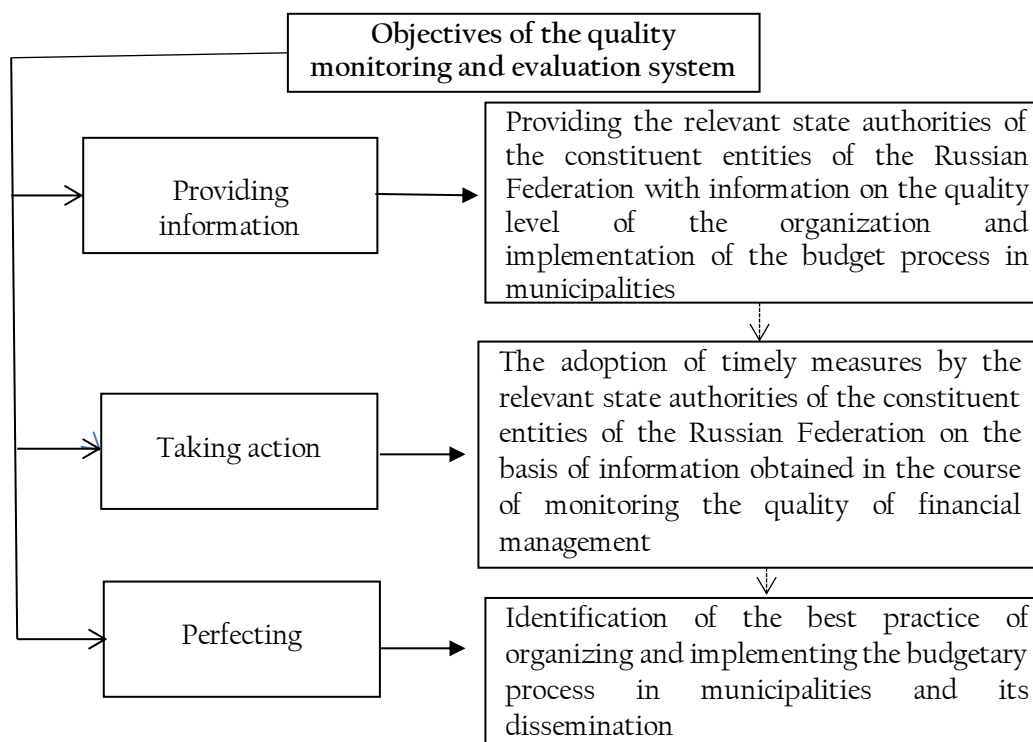 Objectives of the quality
monitoring and evaluation system
Providing
information
Providing the relevant state authorities of
the constituent entities of the Russian
Federation with information on the quality
level of the organization and
implementation of the budget process in
municipalities
Taking action
The adoption of timely measures by the
relevant state authorities of the constituent
entities of the Russian Federation on the
basis of information obtained in the course
of monitoring the quality of financial
management
Perfecting
Identification of the best practice of
organizing and implementing the budgetary
process in municipalities and its
dissemination